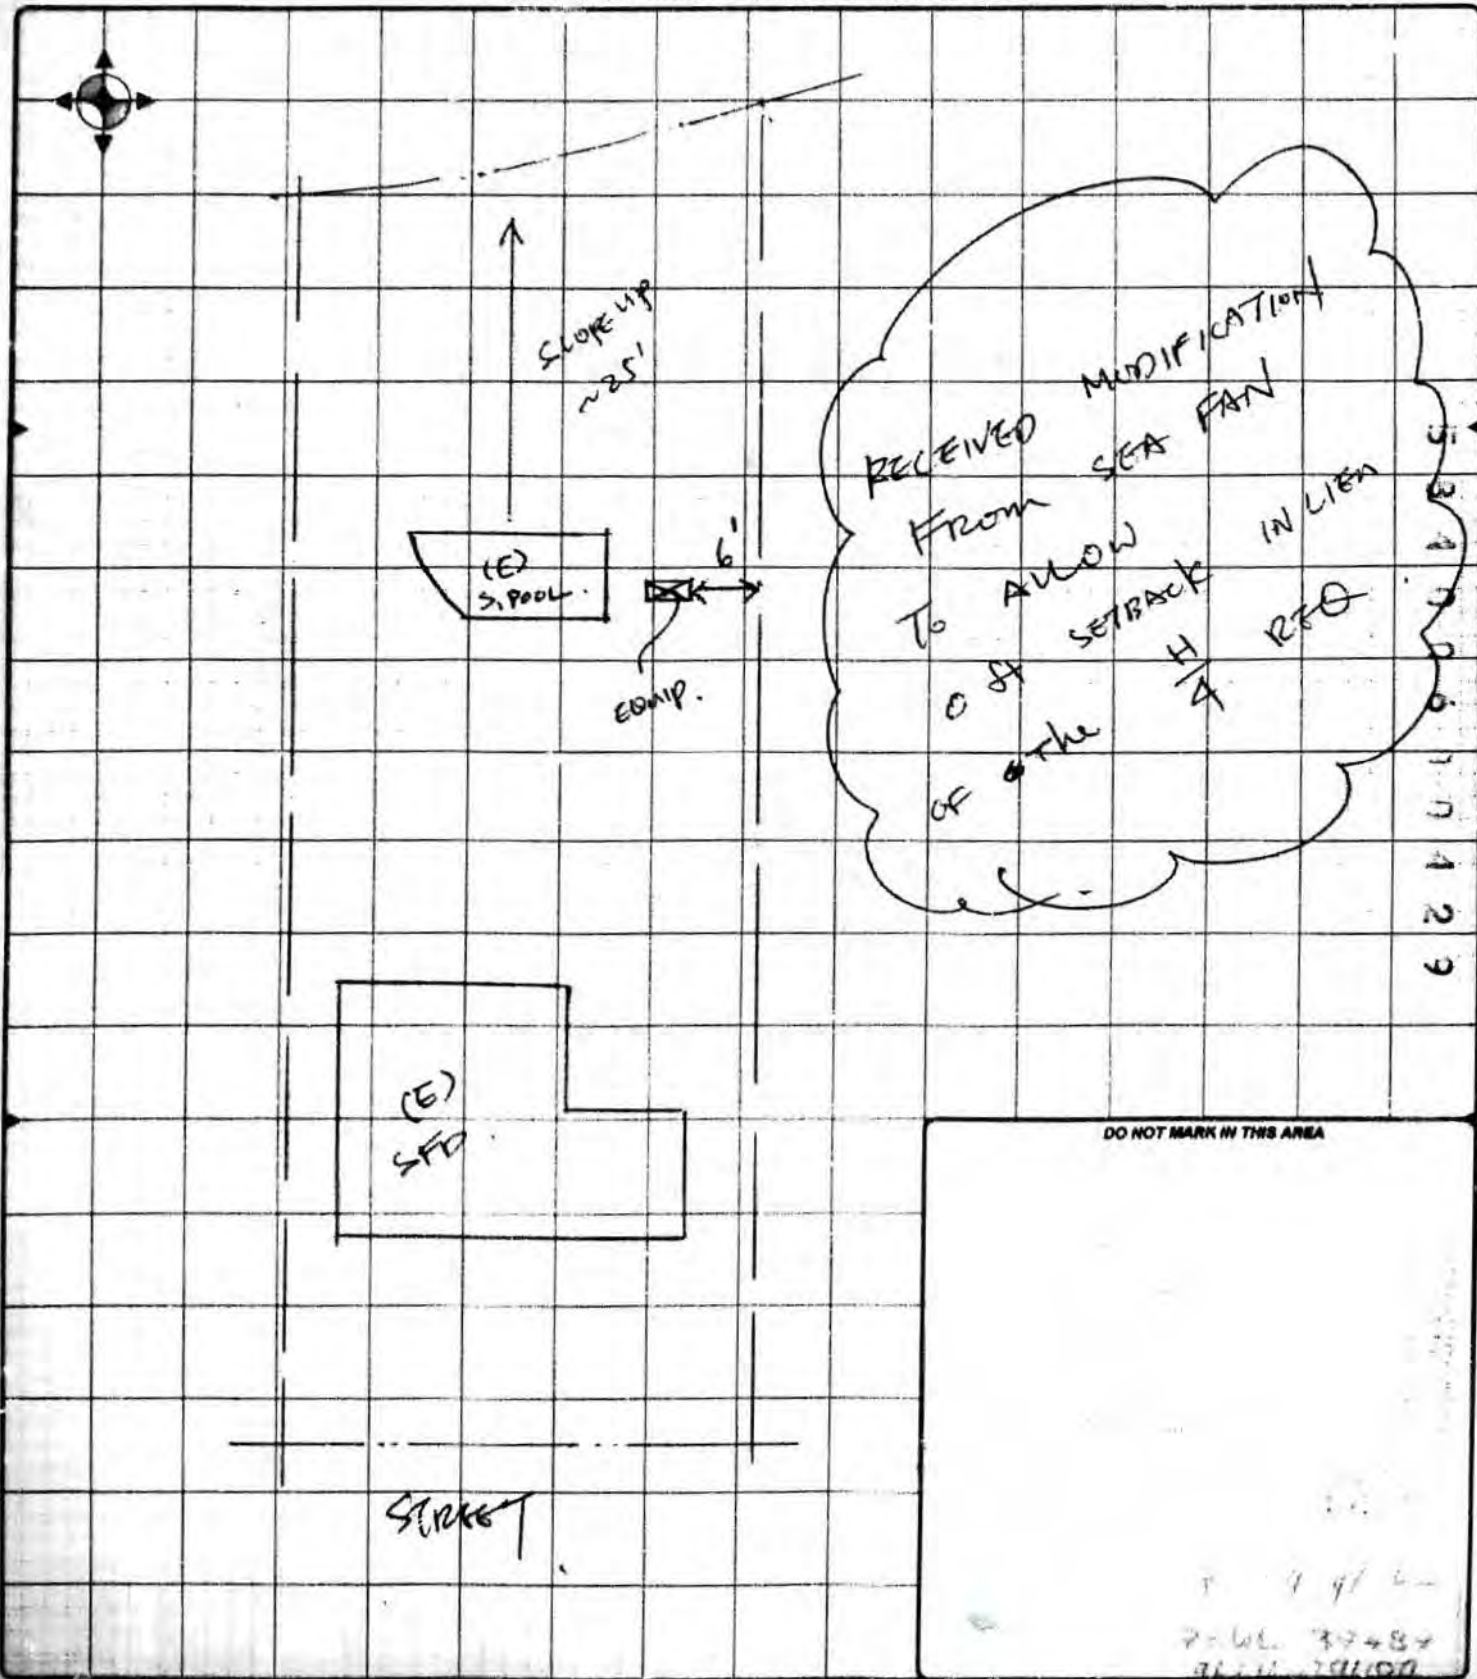 SLOPE UP
~25'
(E)
S. POOL.
6'
EQUIP.
RECEIVED MODIFICATION
FROM SEA FAN
TO ALLOW
0 ft SETBACK IN LIEU
OF the H/4 REQ
(E)
SFD.
STREET
DO NOT MARK IN THIS AREA